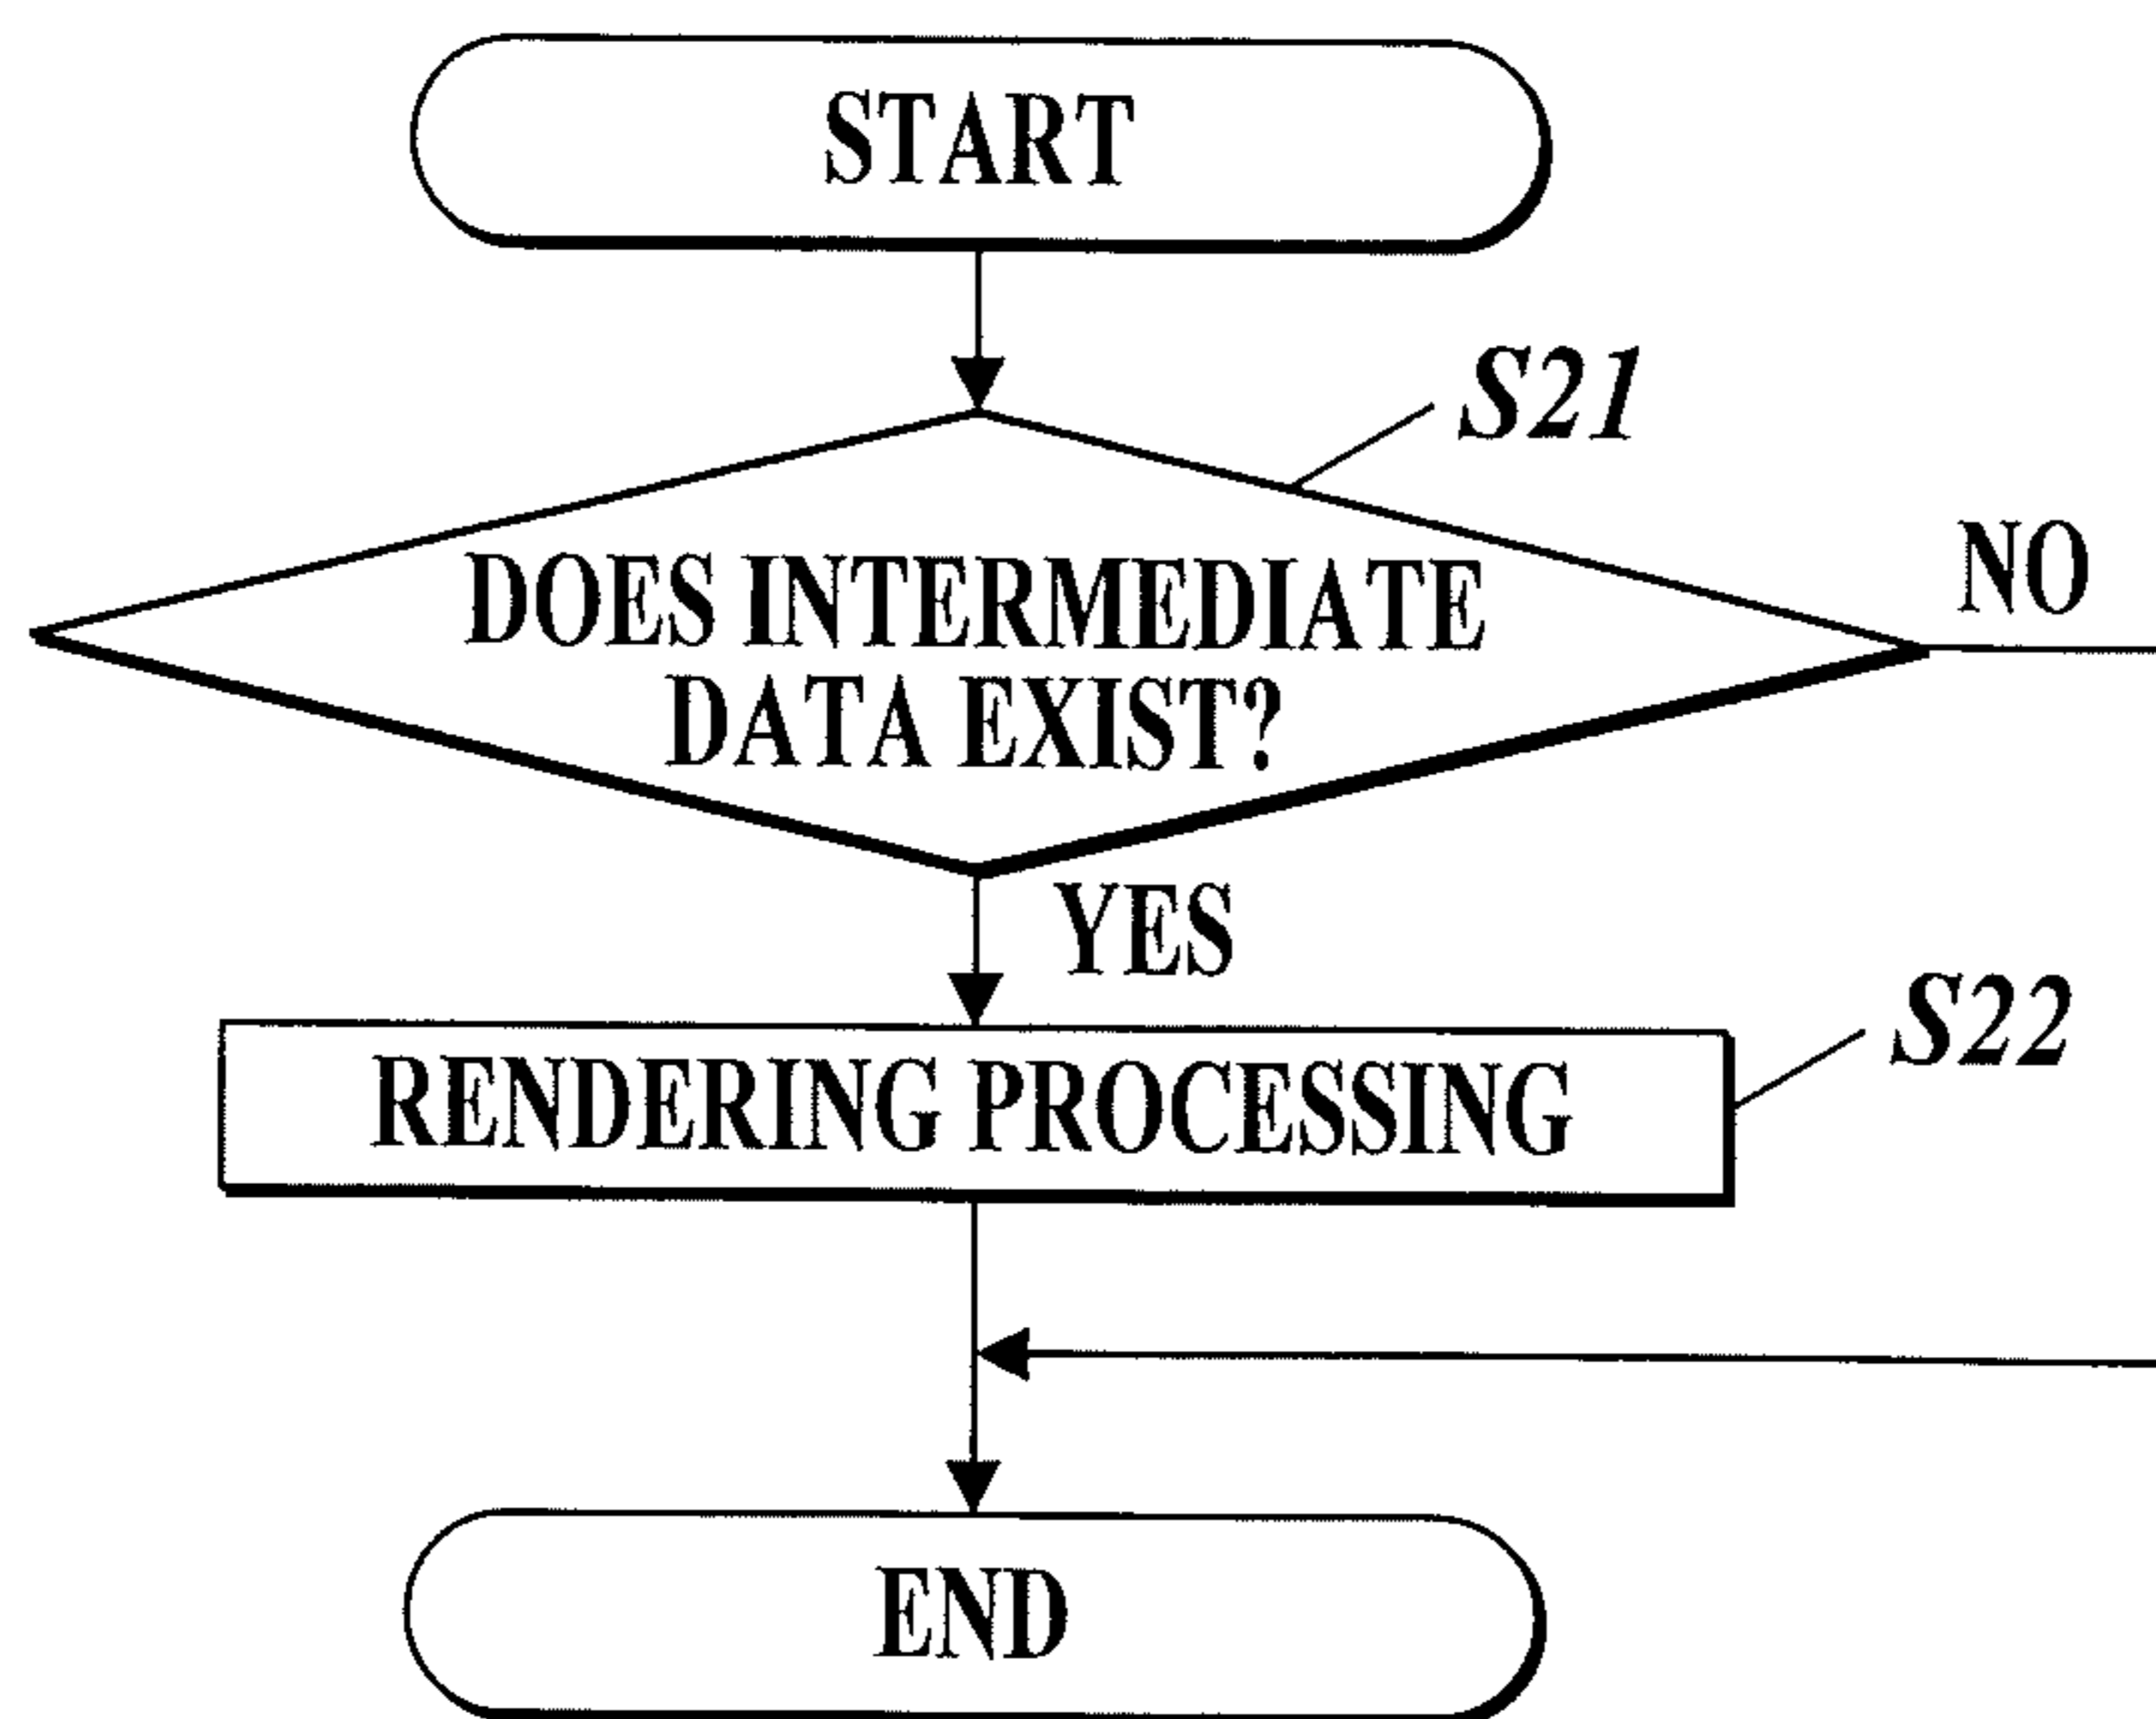 START
S21
DOES INTERMEDIATE
DATA EXIST?
NO
YES
S22
RENDERING PROCESSING
END